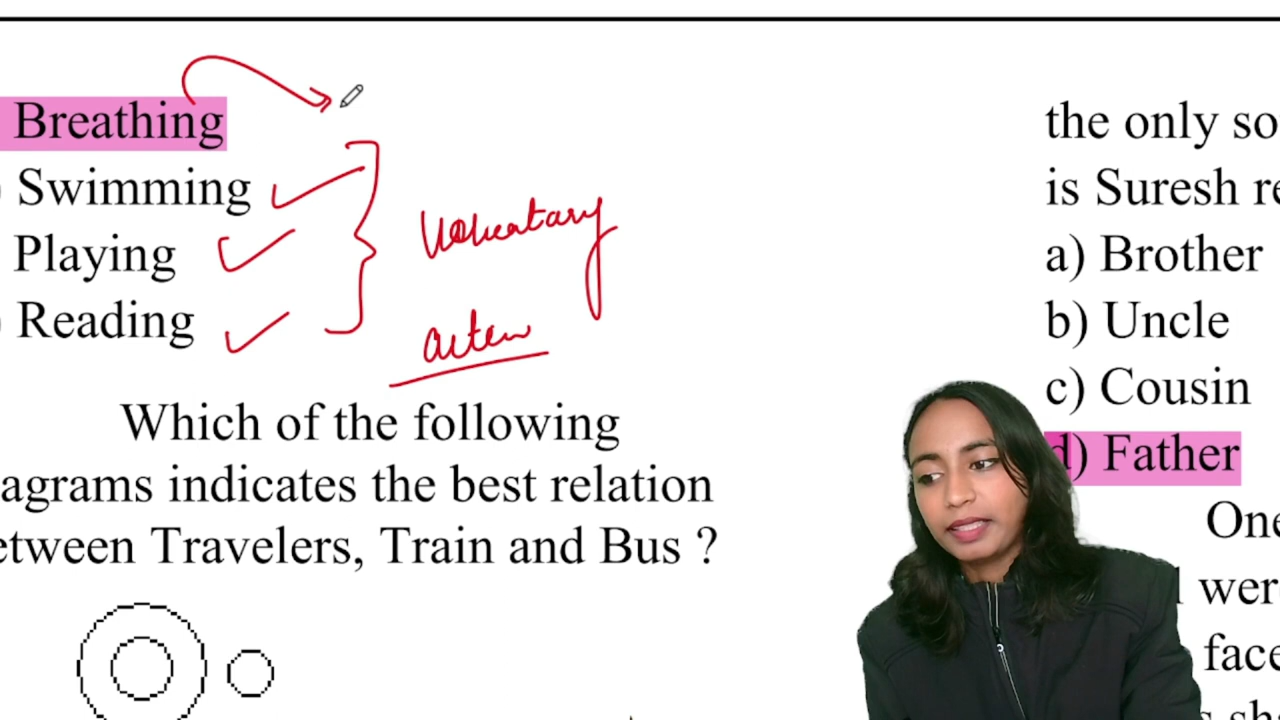 Breathing
) Swimming
Playing
) Reading
Voluntary
Which of the following
agrams indicates the best relation
etween Travelers, Train and Bus ?
the only so
is Suresh re
a) Brother
b) Uncle
c) Cousin
d) Father
One
were
face